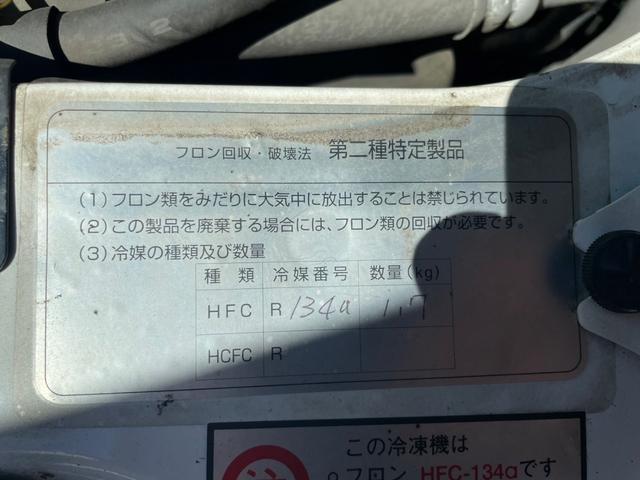 フロン回収・破壊法 第二種特定製品
(1)フロン類をみだりに大気中に放出することは禁じられています。
(2)この製品を廃棄する場合には、フロン類の回収が必要です。
(3)冷媒の種類及び数量
種 類 冷媒番号 数量(kg)
HFC R 134a 1.7
HCFC R
この冷凍機は
フロン HFC-134aです